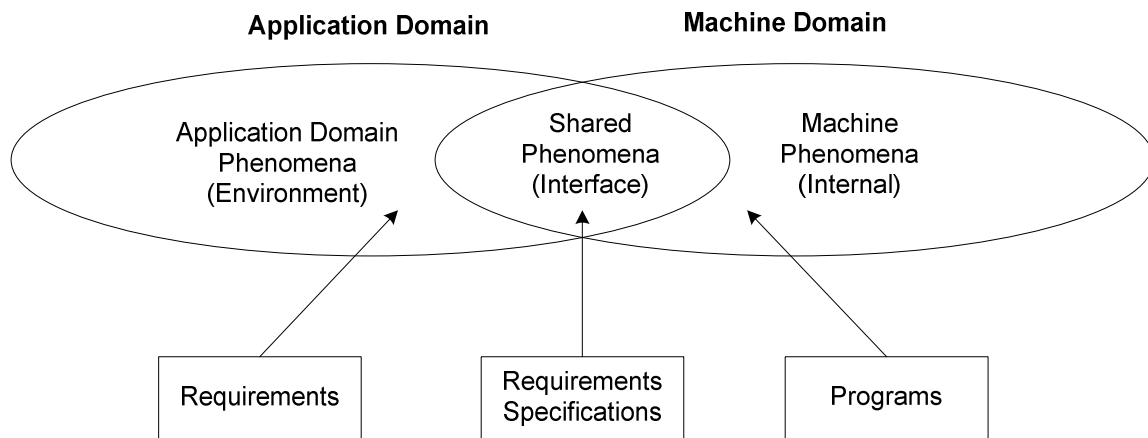 Application Domain
Machine Domain
Application Domain
Phenomena
(Environment)
Shared
Phenomena
(Interface)
Machine
Phenomena
(Internal)
Requirements
Requirements
Specifications
Programs